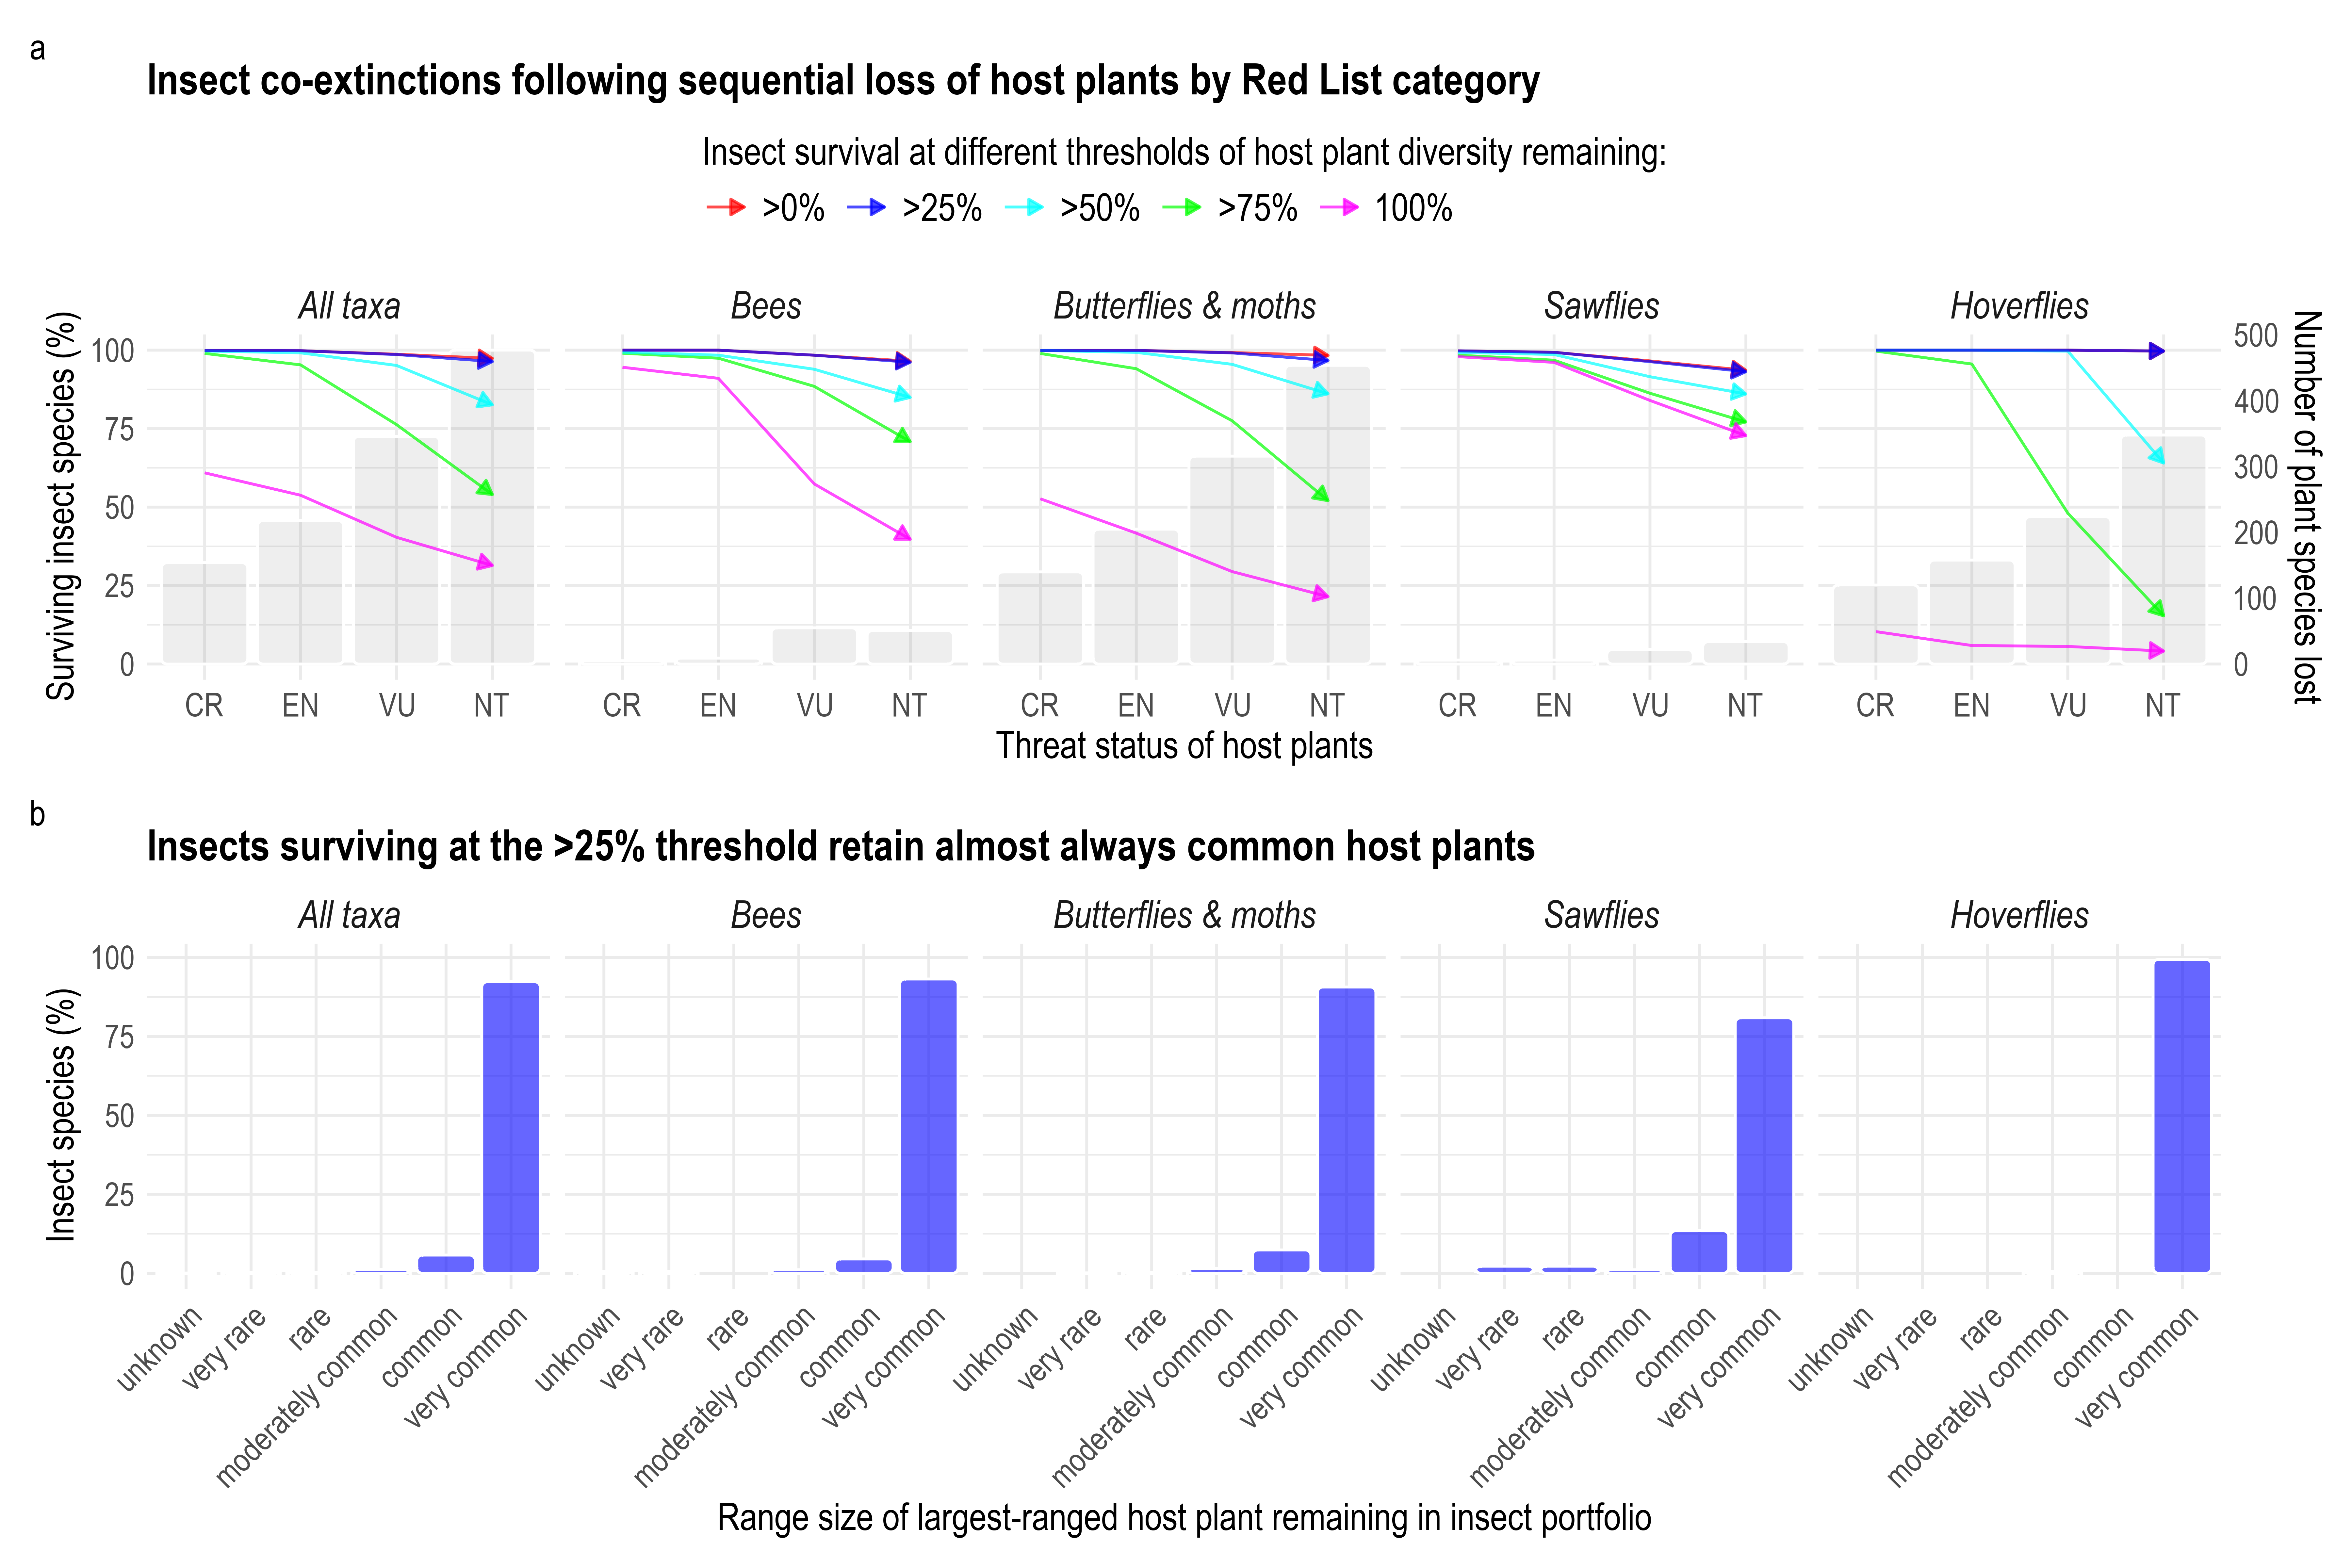 a
Insect co-extinctions following sequential loss of host plants by Red List category
Insect survival at different thresholds of host plant diversity remaining:
>0% >25% >50% >75% 100%
All taxa Bees Butterflies & moths Sawflies Hoverflies
Surviving insect species (%)
100
75
50
25
0
Number of plant species lost
500
400
300
200
100
0
CR EN VU NT CR EN VU NT CR EN VU NT CR EN VU NT CR EN VU NT
Threat status of host plants
b
Insects surviving at the >25% threshold retain almost always common host plants
All taxa Bees Butterflies & moths Sawflies Hoverflies
Insect species (%)
100
75
50
25
0
unknown very rare rare moderately common common very common unknown very rare rare moderately common common very common unknown very rare rare moderately common common very common unknown very rare rare moderately common common very common unknown very rare rare moderately common common very common
Range size of largest-ranged host plant remaining in insect portfolio